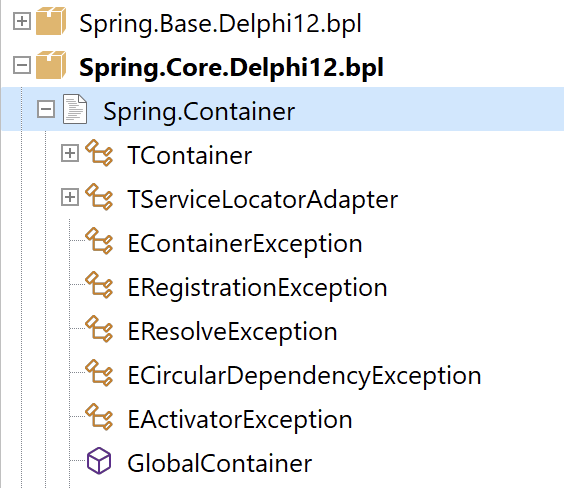 Spring.Base.Delphi12.bpl
Spring.Core.Delphi12.bpl
Spring.Container
TContainer
TServiceLocatorAdapter
EContainerException
ERegistrationException
EResolveException
ECircularDependencyException
EActivatorException
GlobalContainer